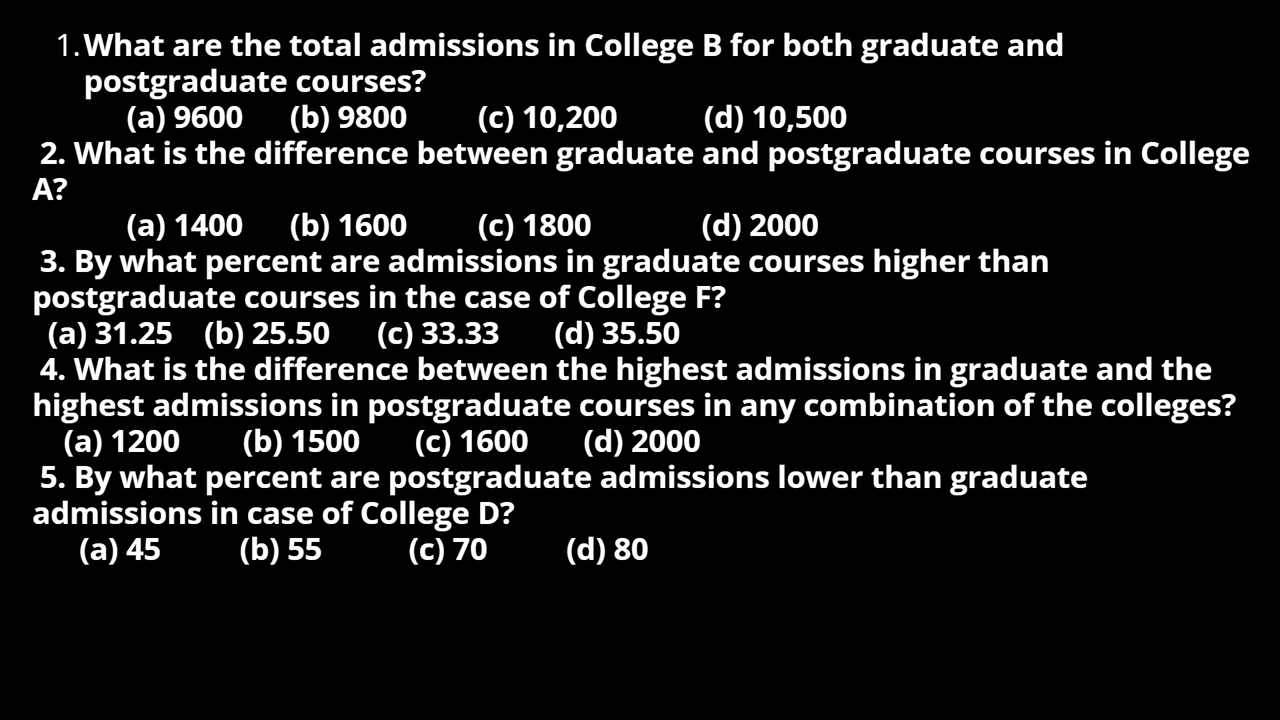 1. What are the total admissions in College B for both graduate and
postgraduate courses?
(a) 9600 (b) 9800 (c) 10,200 (d) 10,500
2. What is the difference between graduate and postgraduate courses in College
A?
(a) 1400 (b) 1600 (c) 1800 (d) 2000
3. By what percent are admissions in graduate courses higher than
postgraduate courses in the case of College F?
(a) 31.25 (b) 25.50 (c) 33.33 (d) 35.50
4. What is the difference between the highest admissions in graduate and the
highest admissions in postgraduate courses in any combination of the colleges?
(a) 1200 (b) 1500 (c) 1600 (d) 2000
5. By what percent are postgraduate admissions lower than graduate
admissions in case of College D?
(a) 45 (b) 55 (c) 70 (d) 80